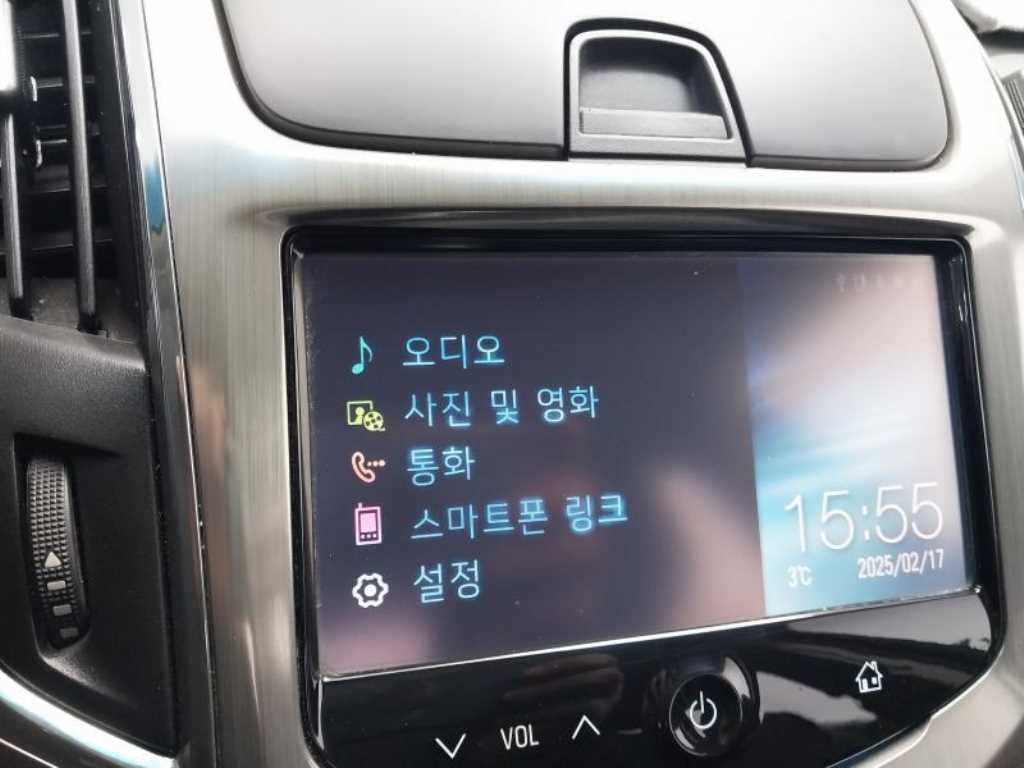 오디오
사진 및 영화
통화
스마트폰 링크
설정
15:55
3℃ 2025/02/17
VOL